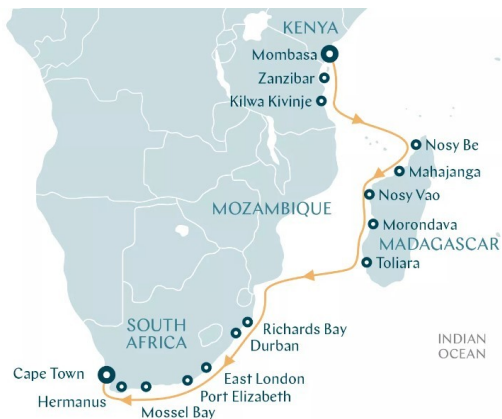 KENYA
Mombasa
Zanzibar
Kilwa Kivinje
Nosy Be
Mahajanga
Nosy Vao
MOZAMBIQUE
Morondava
MADAGASCAR
Toliara
SOUTH
AFRICA
Richards Bay
Durban
INDIAN
OCEAN
Cape Town
East London
Hermanus
Port Elizabeth
Mossel Bay